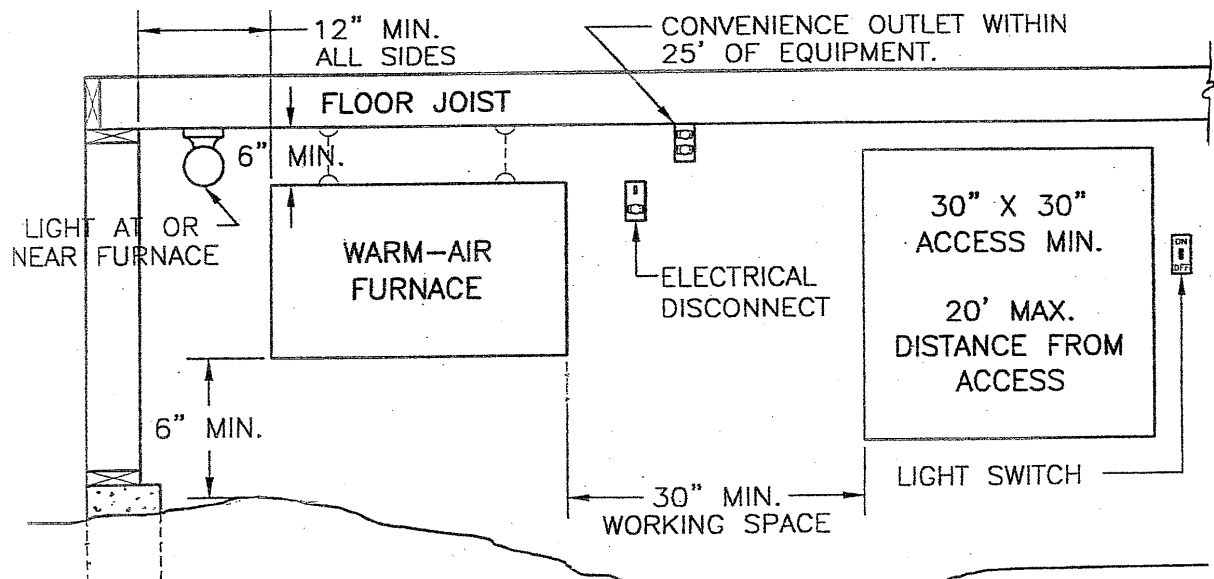 12" MIN.
ALL SIDES
CONVENIENCE OUTLET WITHIN
25' OF EQUIPMENT.
FLOOR JOIST
6" MIN.
LIGHT AT OR
NEAR FURNACE
WARM–AIR
FURNACE
ELECTRICAL
DISCONNECT
30" X 30"
ACCESS MIN.
20' MAX.
DISTANCE FROM
ACCESS
ON
OFF
6" MIN.
LIGHT SWITCH
30" MIN.
WORKING SPACE